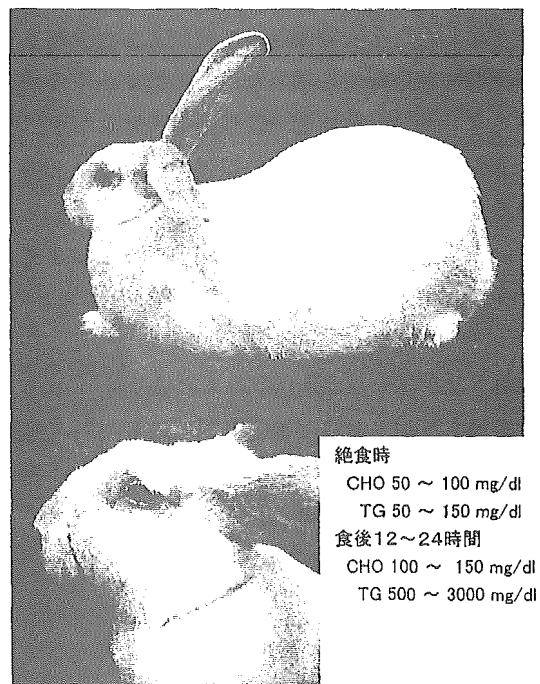 絶食時
CHO 50 ～ 100 mg/dl
TG 50 ～ 150 mg/dl
食後12～24時間
CHO 100 ～ 150 mg/dl
TG 500 ～ 3000 mg/dl